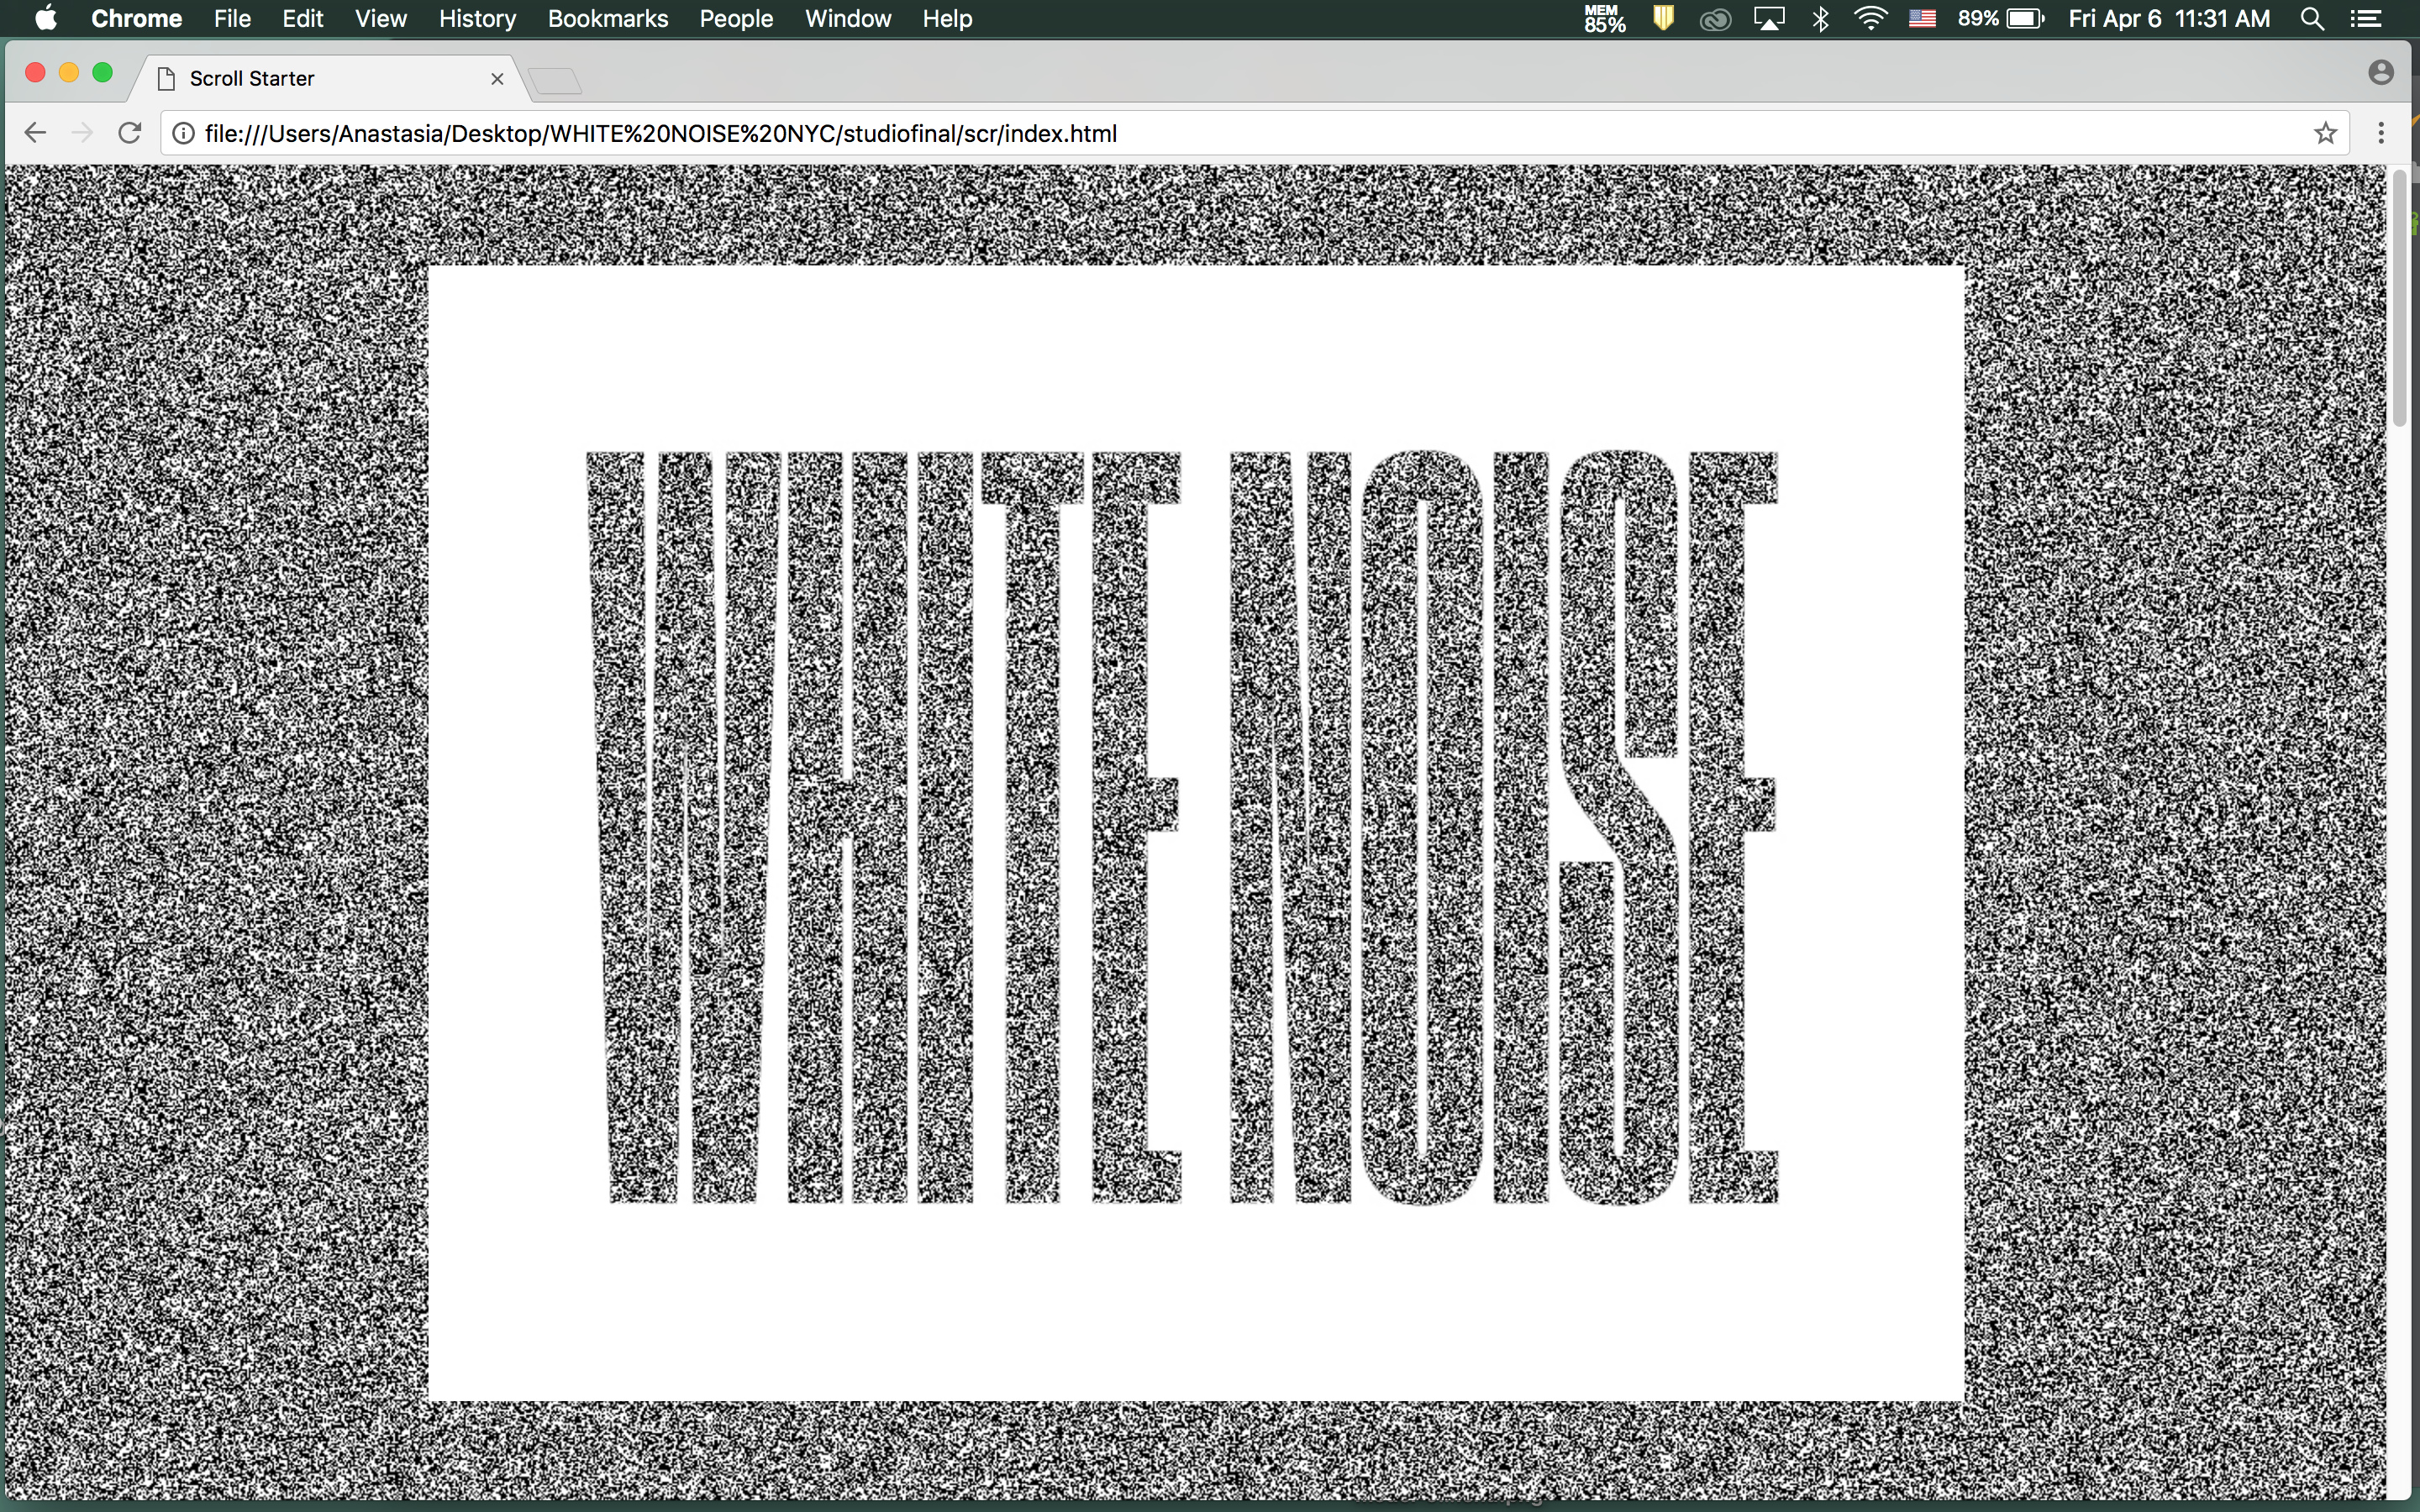 Chrome File Edit View History Bookmarks People Window Help MEM 85% 89% Fri Apr 6 11:31 AM
Scroll Starter
file:///Users/Anastasia/Desktop/WHITE%20NOISE%20NYC/studiofinal/scr/index.html
WHITE NOISE